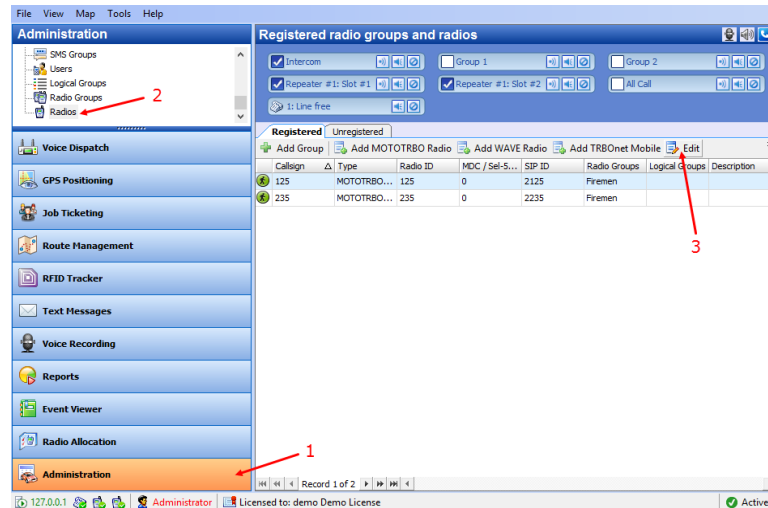 File View Map Tools Help
Administration
SMS Groups
Users
Logical Groups
Radio Groups
Radios
2
Voice Dispatch
GPS Positioning
Job Ticketing
Route Management
RFID Tracker
Text Messages
Voice Recording
Reports
Event Viewer
Radio Allocation
Administration
1
Registered radio groups and radios
Intercom Group 1 Group 2
Repeater #1: Slot #1 Repeater #1: Slot #2 All Call
1: Line free
Registered Unregistered
Add Group Add MOTOTRBO Radio Add WAVE Radio Add TRBOnet Mobile Edit
Callsign Type Radio ID MDC / Sel-5... SIP ID Radio Groups Logical Groups Description
125 MOTOTRBO... 125 0 2125 Firemen
235 MOTOTRBO... 235 0 2235 Firemen
3
Record 1 of 2
127.0.0.1 Administrator Licensed to: demo Demo License Active